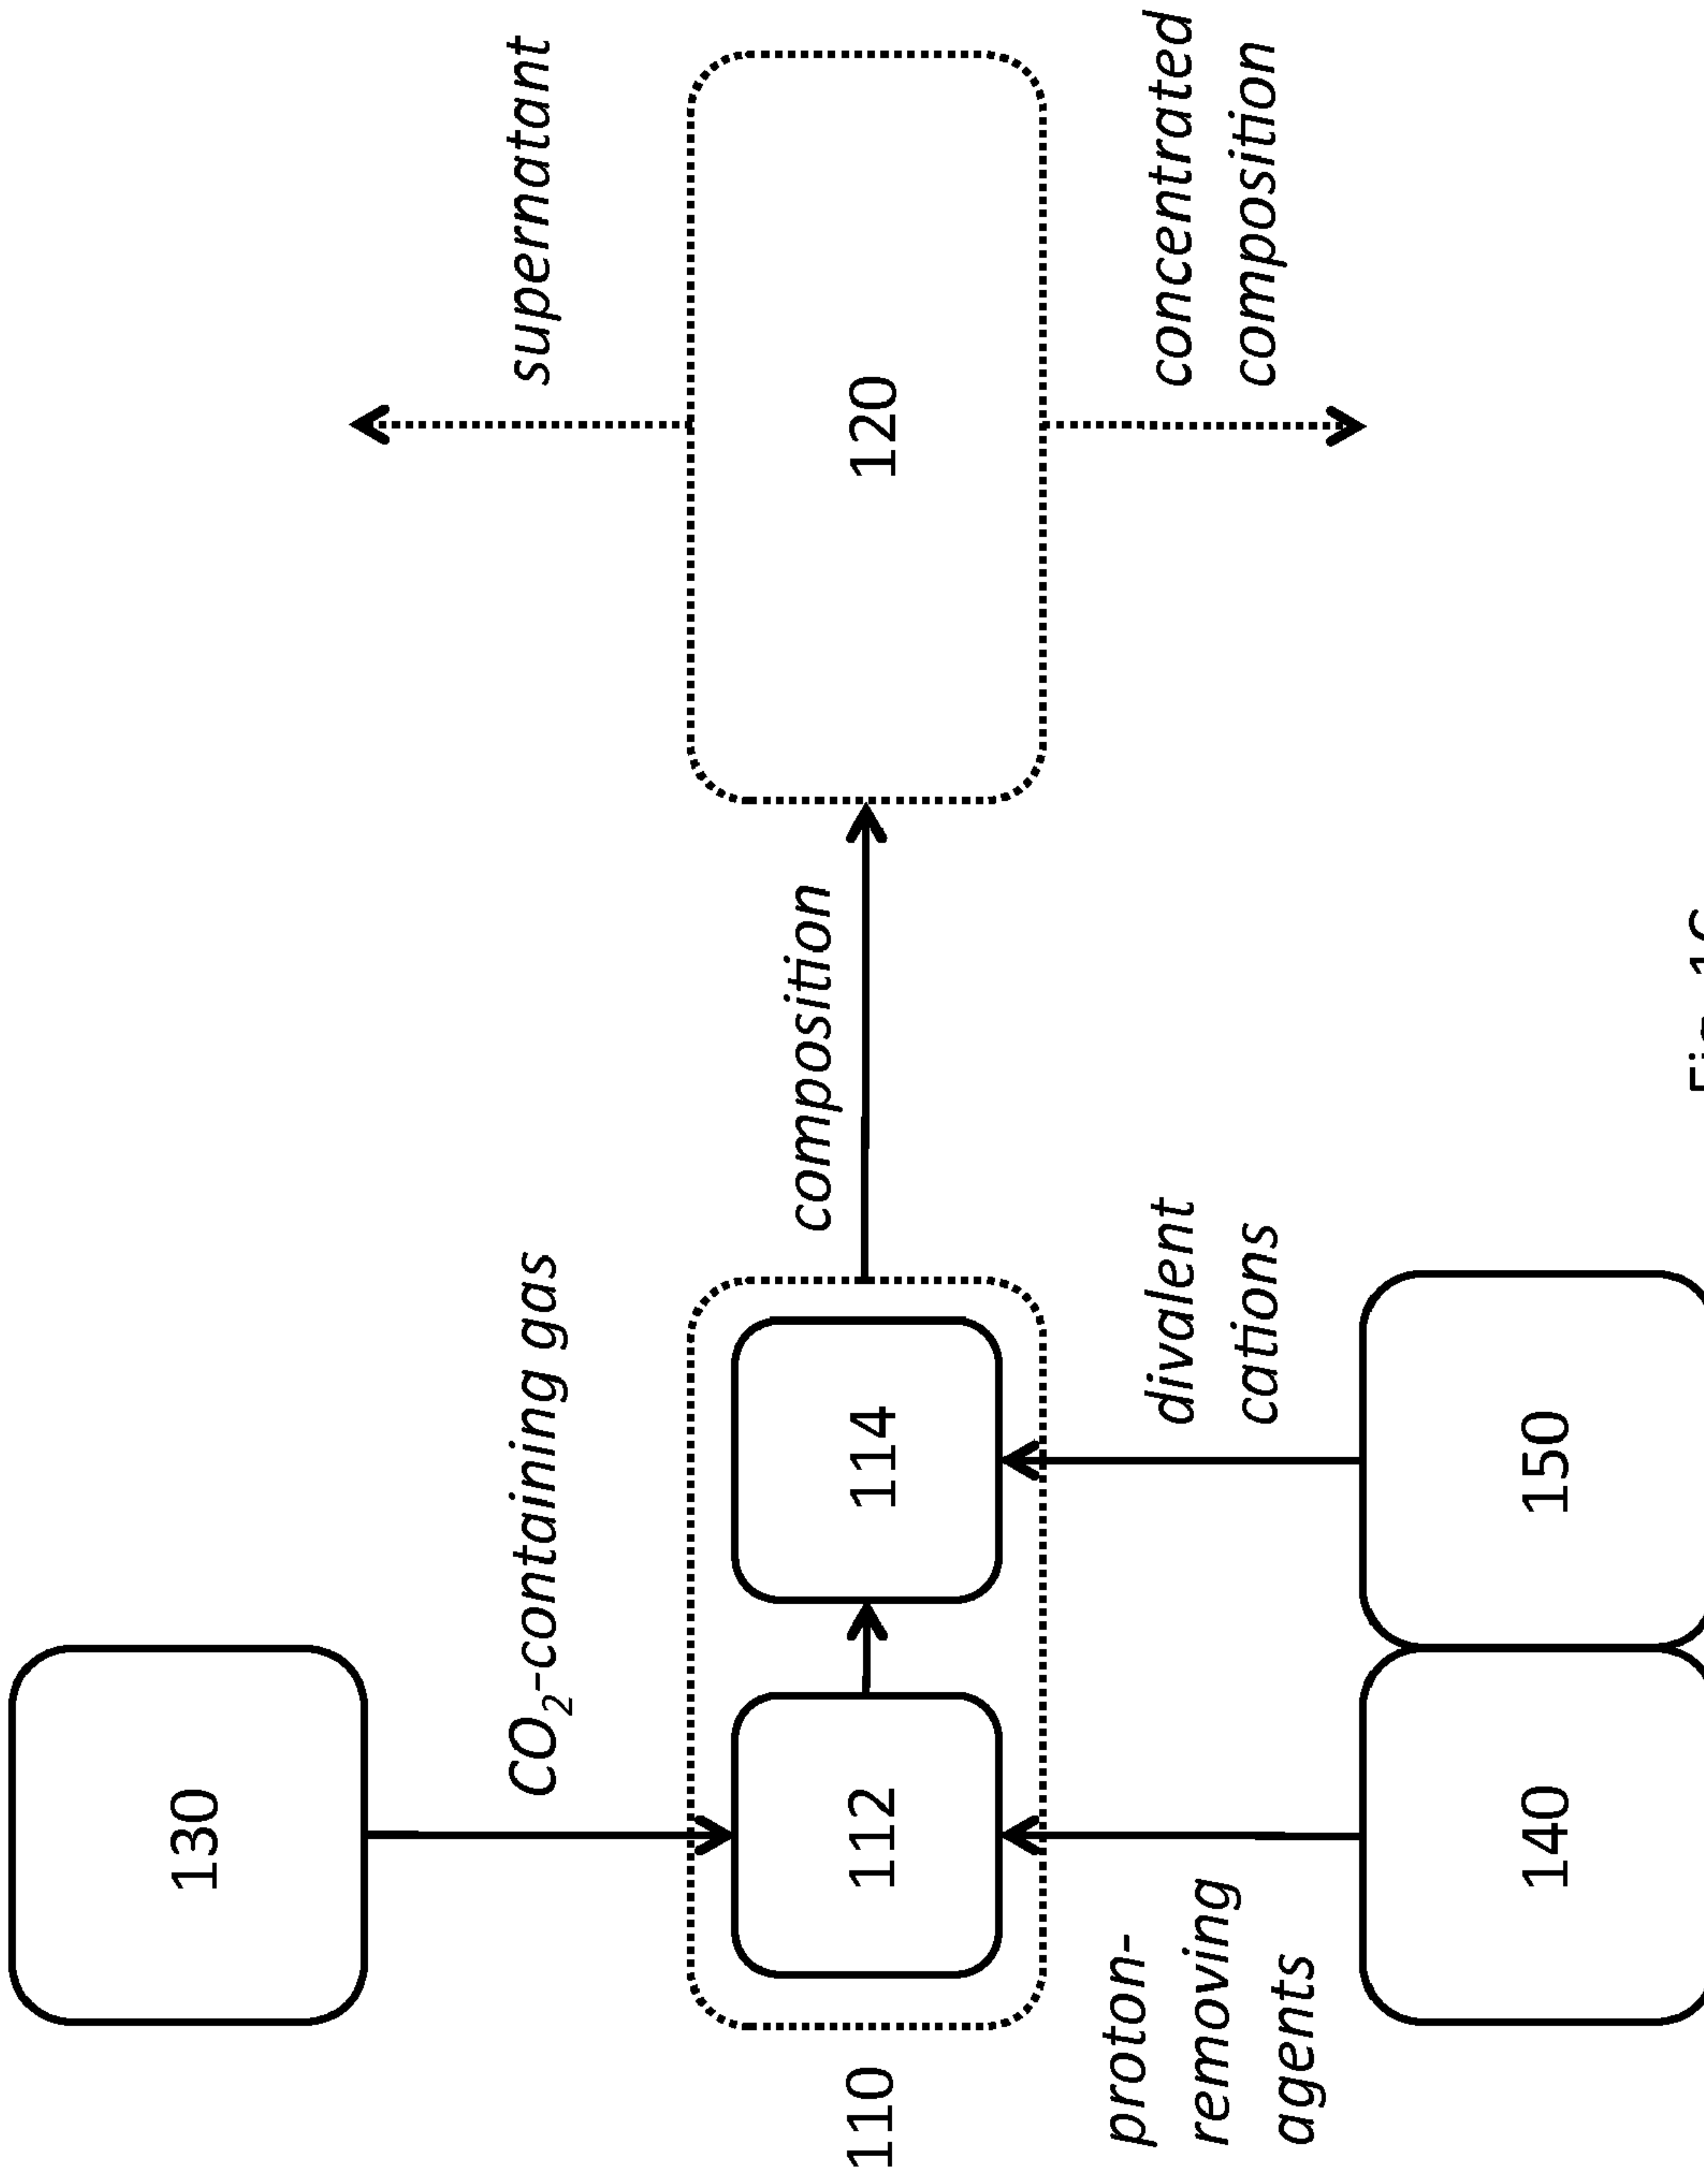 130
CO2-containing gas
supernatant
110
112
114
composition
120
proton-
removing
agents
divalent
cations
concentrated
composition
140
150